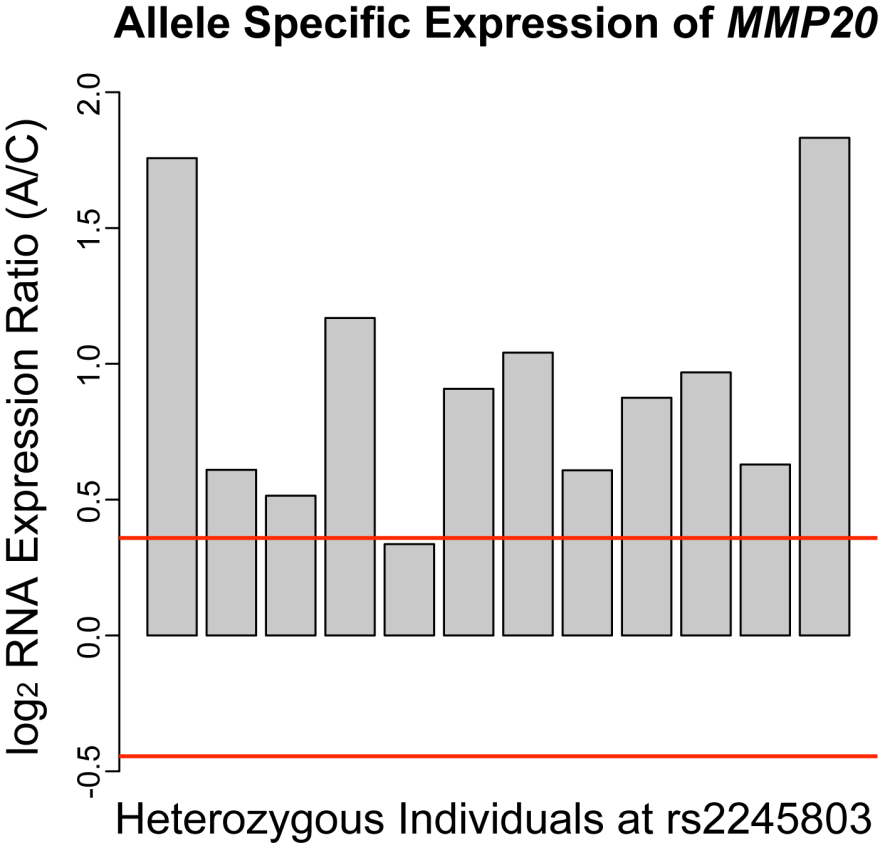 Allele Specific Expression of MMP20
log2 RNA Expression Ratio (A/C)
2.0
1.5
1.0
0.5
0.0
-0.5
Heterozygous Individuals at rs2245803